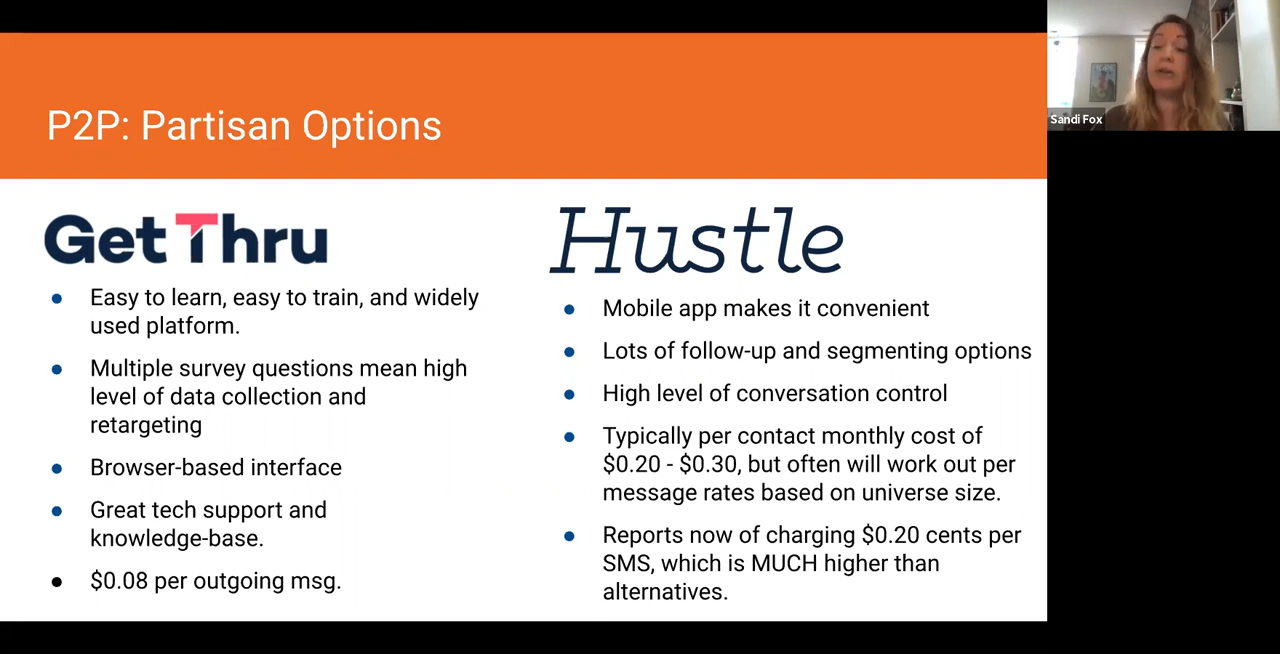 P2P: Partisan Options
Sandi Fox
GetThru
Easy to learn, easy to train, and widely
used platform.
Multiple survey questions mean high
level of data collection and
retargeting
Browser-based interface
Great tech support and
knowledge-base.
$0.08 per outgoing msg.
Hustle
Mobile app makes it convenient
Lots of follow-up and segmenting options
High level of conversation control
Typically per contact monthly cost of
$0.20 - $0.30, but often will work out per
message rates based on universe size.
Reports now of charging $0.20 cents per
SMS, which is MUCH higher than
alternatives.